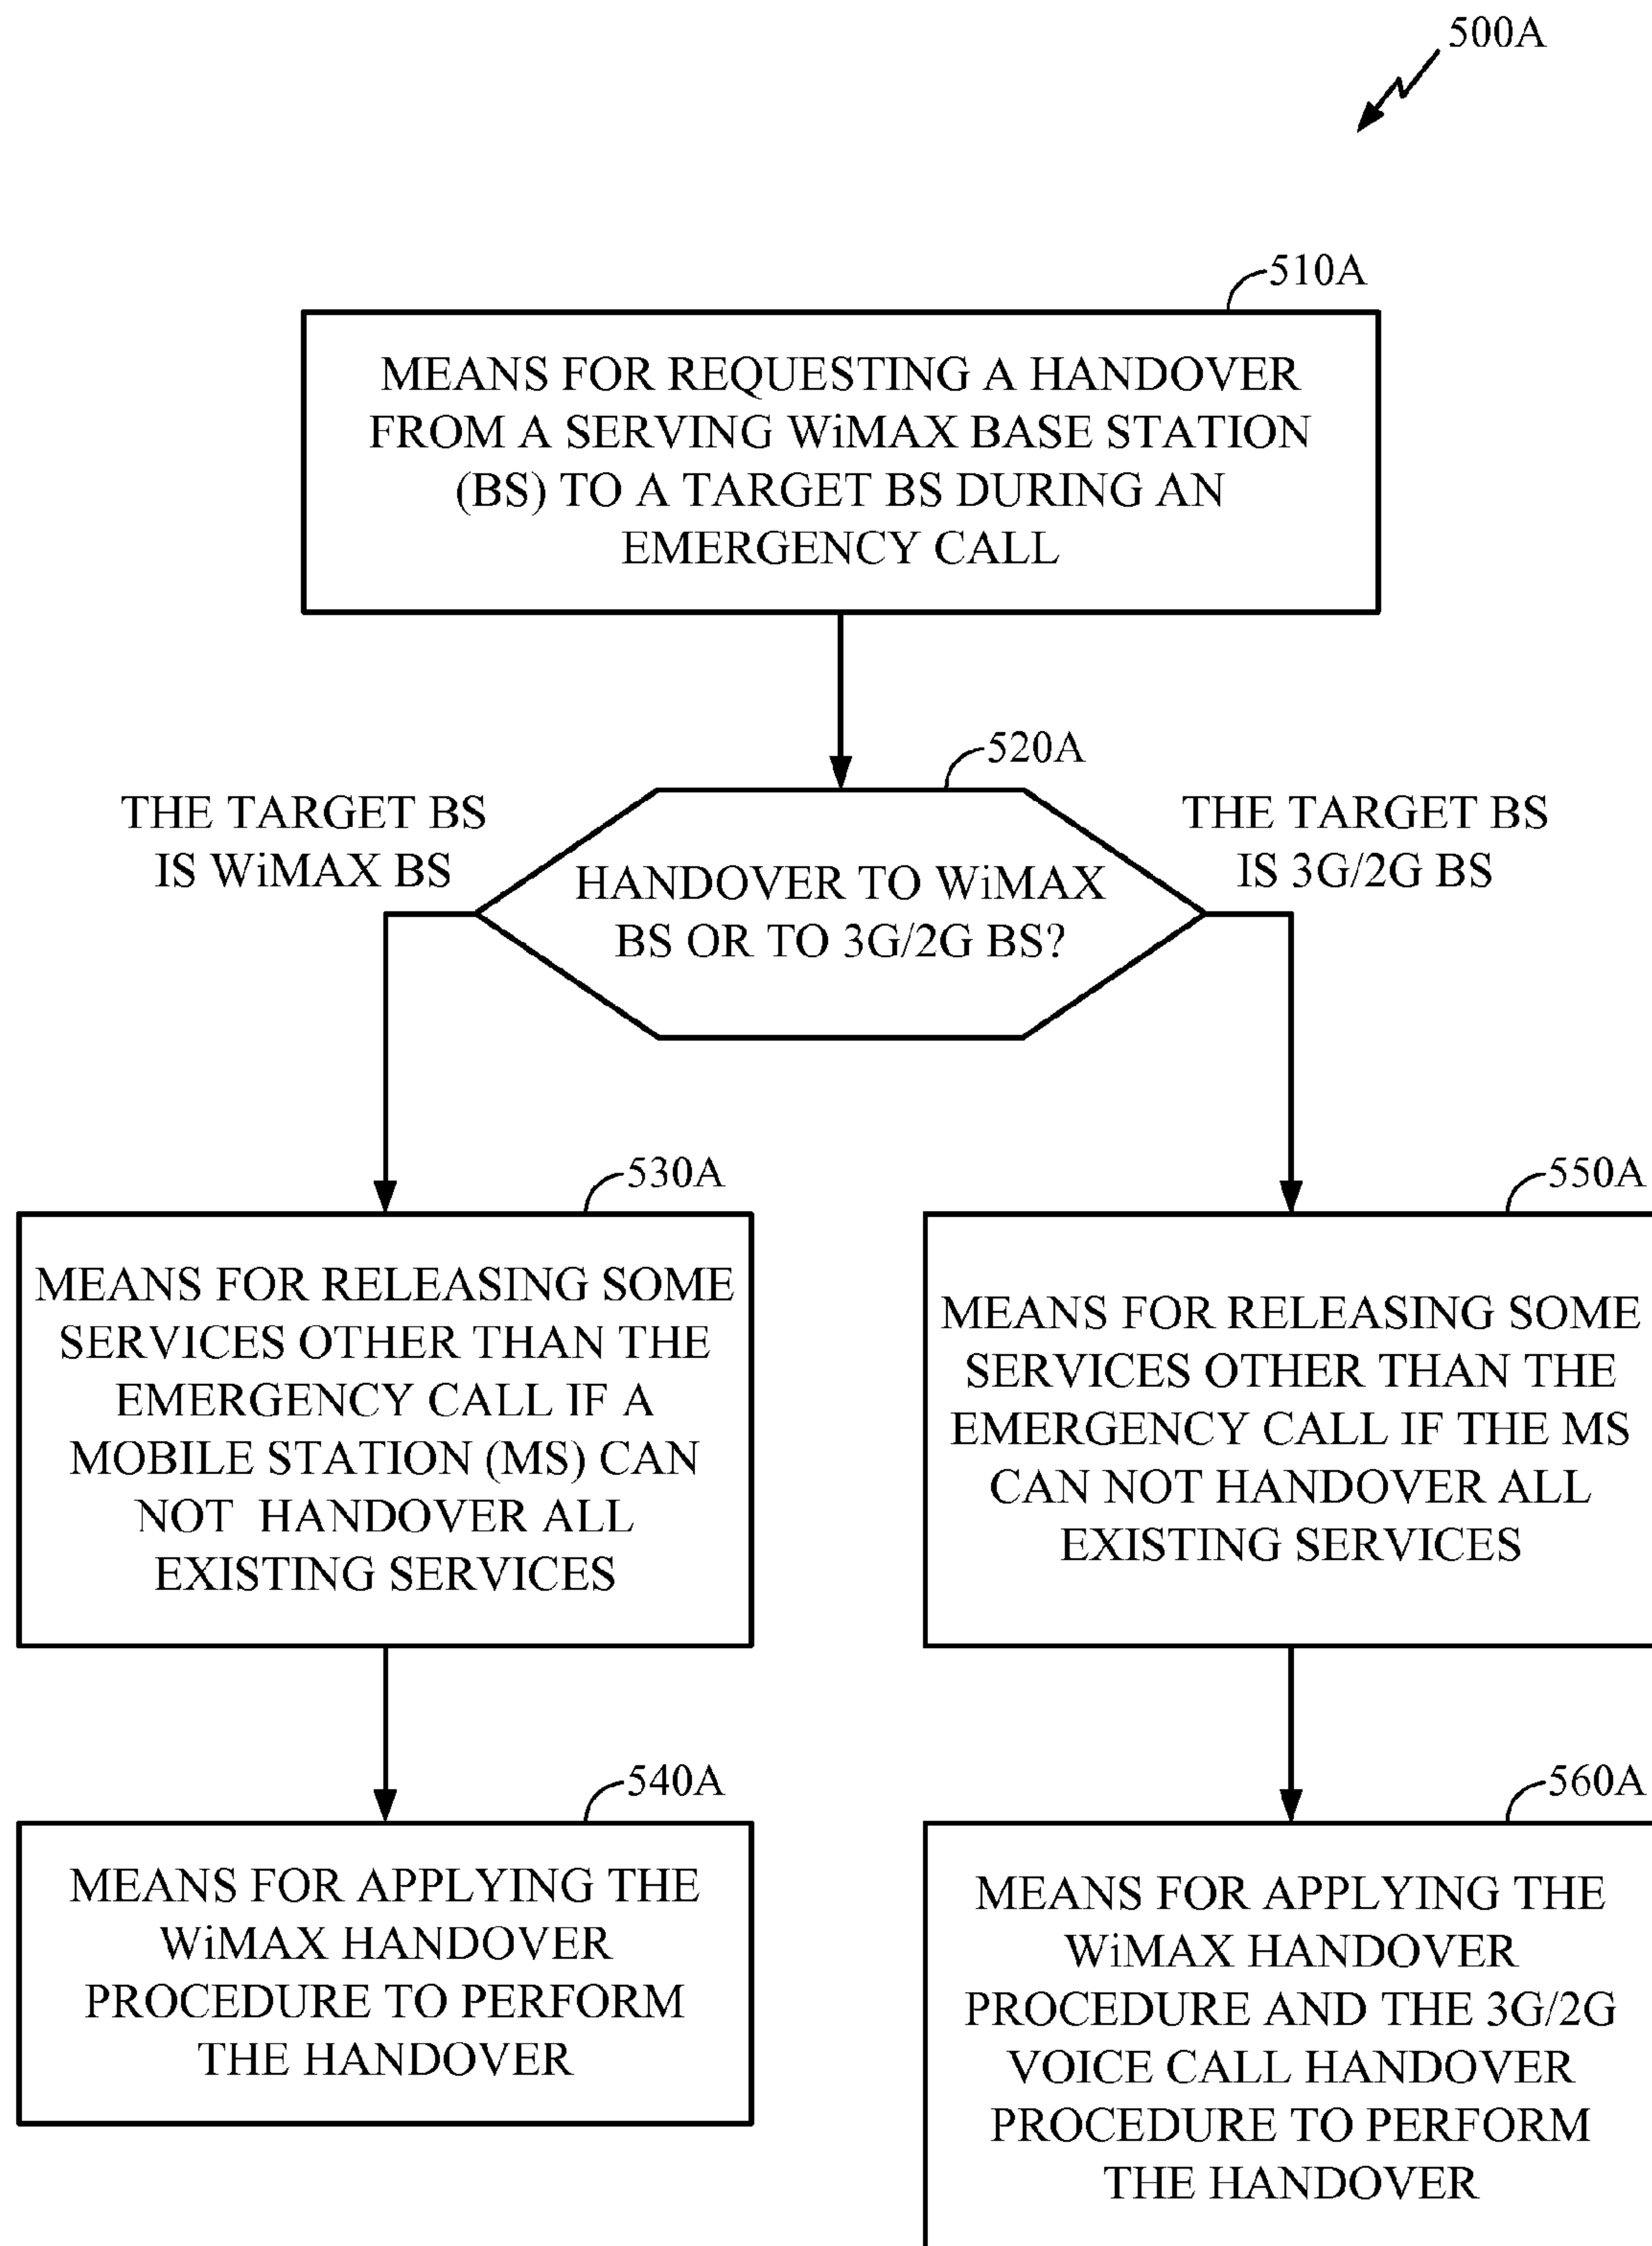 500A
510A
MEANS FOR REQUESTING A HANDOVER
FROM A SERVING WiMAX BASE STATION
(BS) TO A TARGET BS DURING AN
EMERGENCY CALL
520A
THE TARGET BS
IS WiMAX BS
HANDOVER TO WiMAX
BS OR TO 3G/2G BS?
THE TARGET BS
IS 3G/2G BS
530A
MEANS FOR RELEASING SOME
SERVICES OTHER THAN THE
EMERGENCY CALL IF A
MOBILE STATION (MS) CAN
NOT HANDOVER ALL
EXISTING SERVICES
550A
MEANS FOR RELEASING SOME
SERVICES OTHER THAN THE
EMERGENCY CALL IF THE MS
CAN NOT HANDOVER ALL
EXISTING SERVICES
540A
MEANS FOR APPLYING THE
WiMAX HANDOVER
PROCEDURE TO PERFORM
THE HANDOVER
560A
MEANS FOR APPLYING THE
WiMAX HANDOVER
PROCEDURE AND THE 3G/2G
VOICE CALL HANDOVER
PROCEDURE TO PERFORM
THE HANDOVER